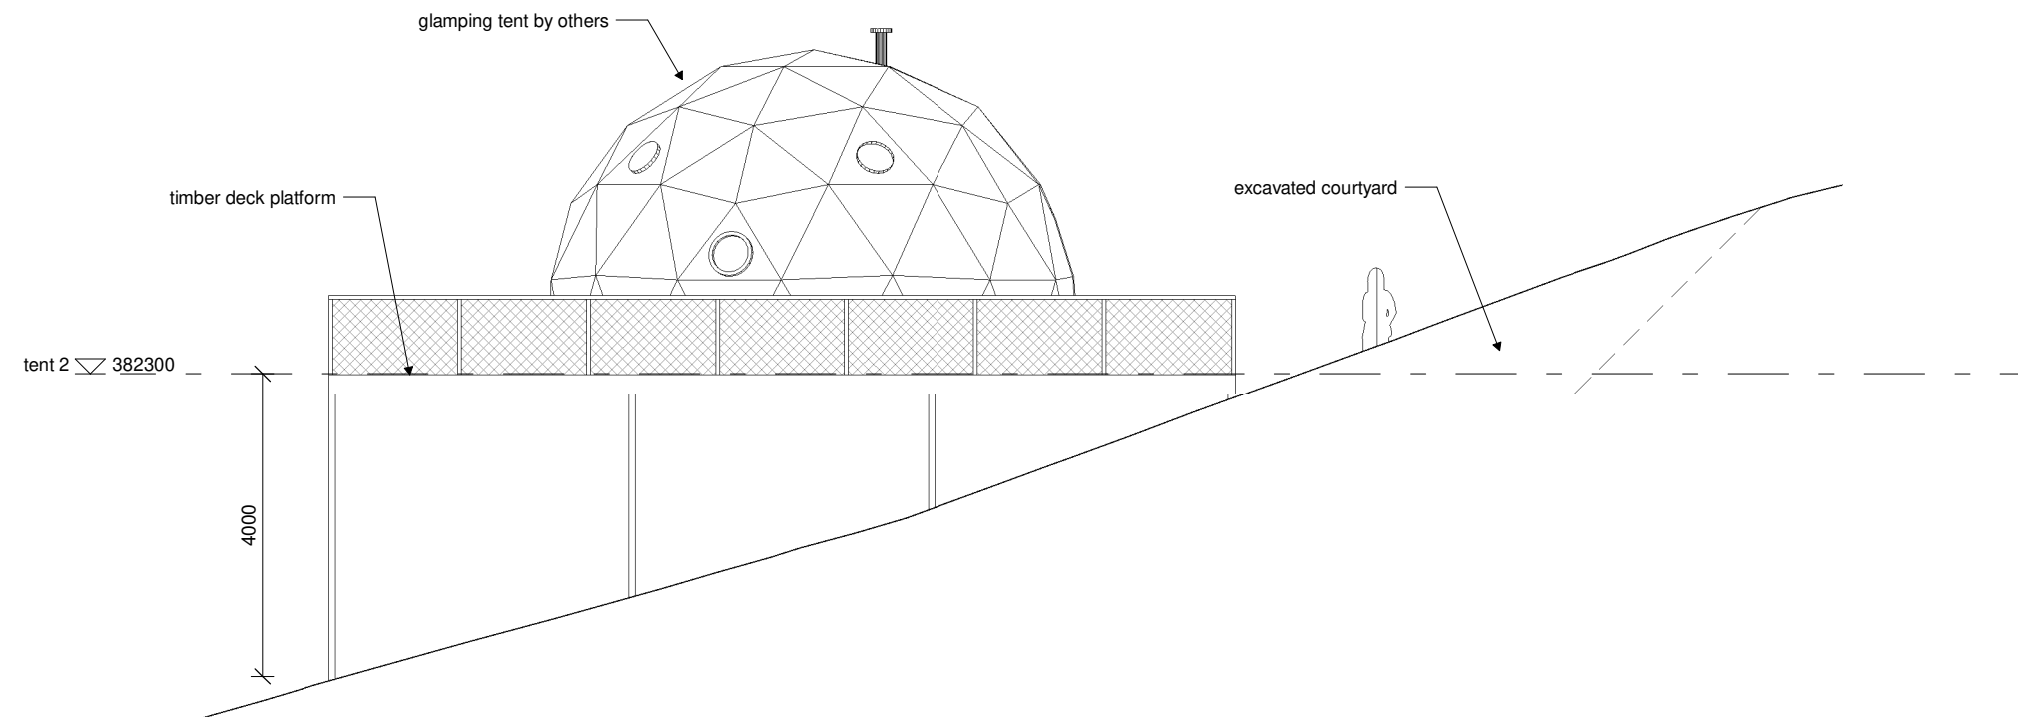 glamping tent by others
timber deck platform
excavated courtyard
tent 2 382300
4000